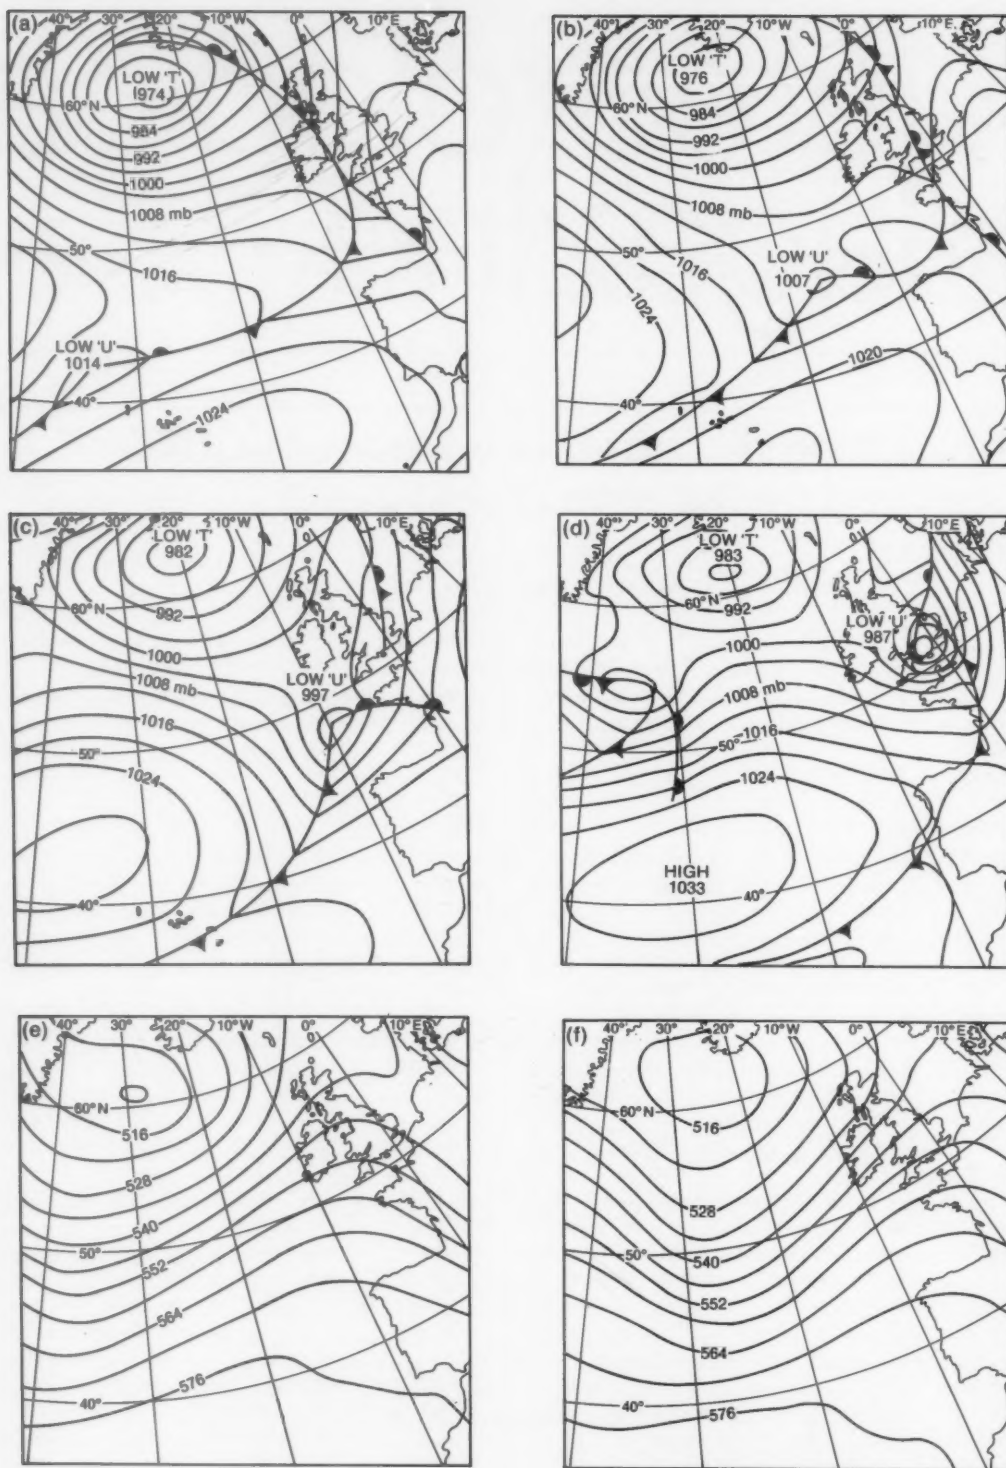 (a) 40° 30° 20° 10°W 0° 10°E
LOW 'T'
974
60°N
984
992
1000
1008 mb
50°
1016
LOW 'U'
1014
40°
1024
(b) 40° 30° 20° 10°W 0° 10°E
LOW 'T'
976
60°N
984
992
1000
1008 mb
50°
LOW 'U'
1007
1016
1024
1020
40°
(c) 40° 30° 20° 10°W 0° 10°E
LOW 'T'
982
60°N
992
1000
LOW 'U'
997
1008 mb
1016
50°
1024
40°
(d) 40° 30° 20° 10°W 0° 10°E
LOW 'T'
983
60°N
992
LOW 'U'
987
1000
1008 mb
1016
50°
1024
HIGH
1033
40°
(e) 40° 30° 20° 10°W 0° 10°E
60°N
516
528
540
50°
552
564
576
40°
(f) 40° 30° 20° 10°W 0° 10°E
60°N
516
528
50°
540
552
564
40°
576